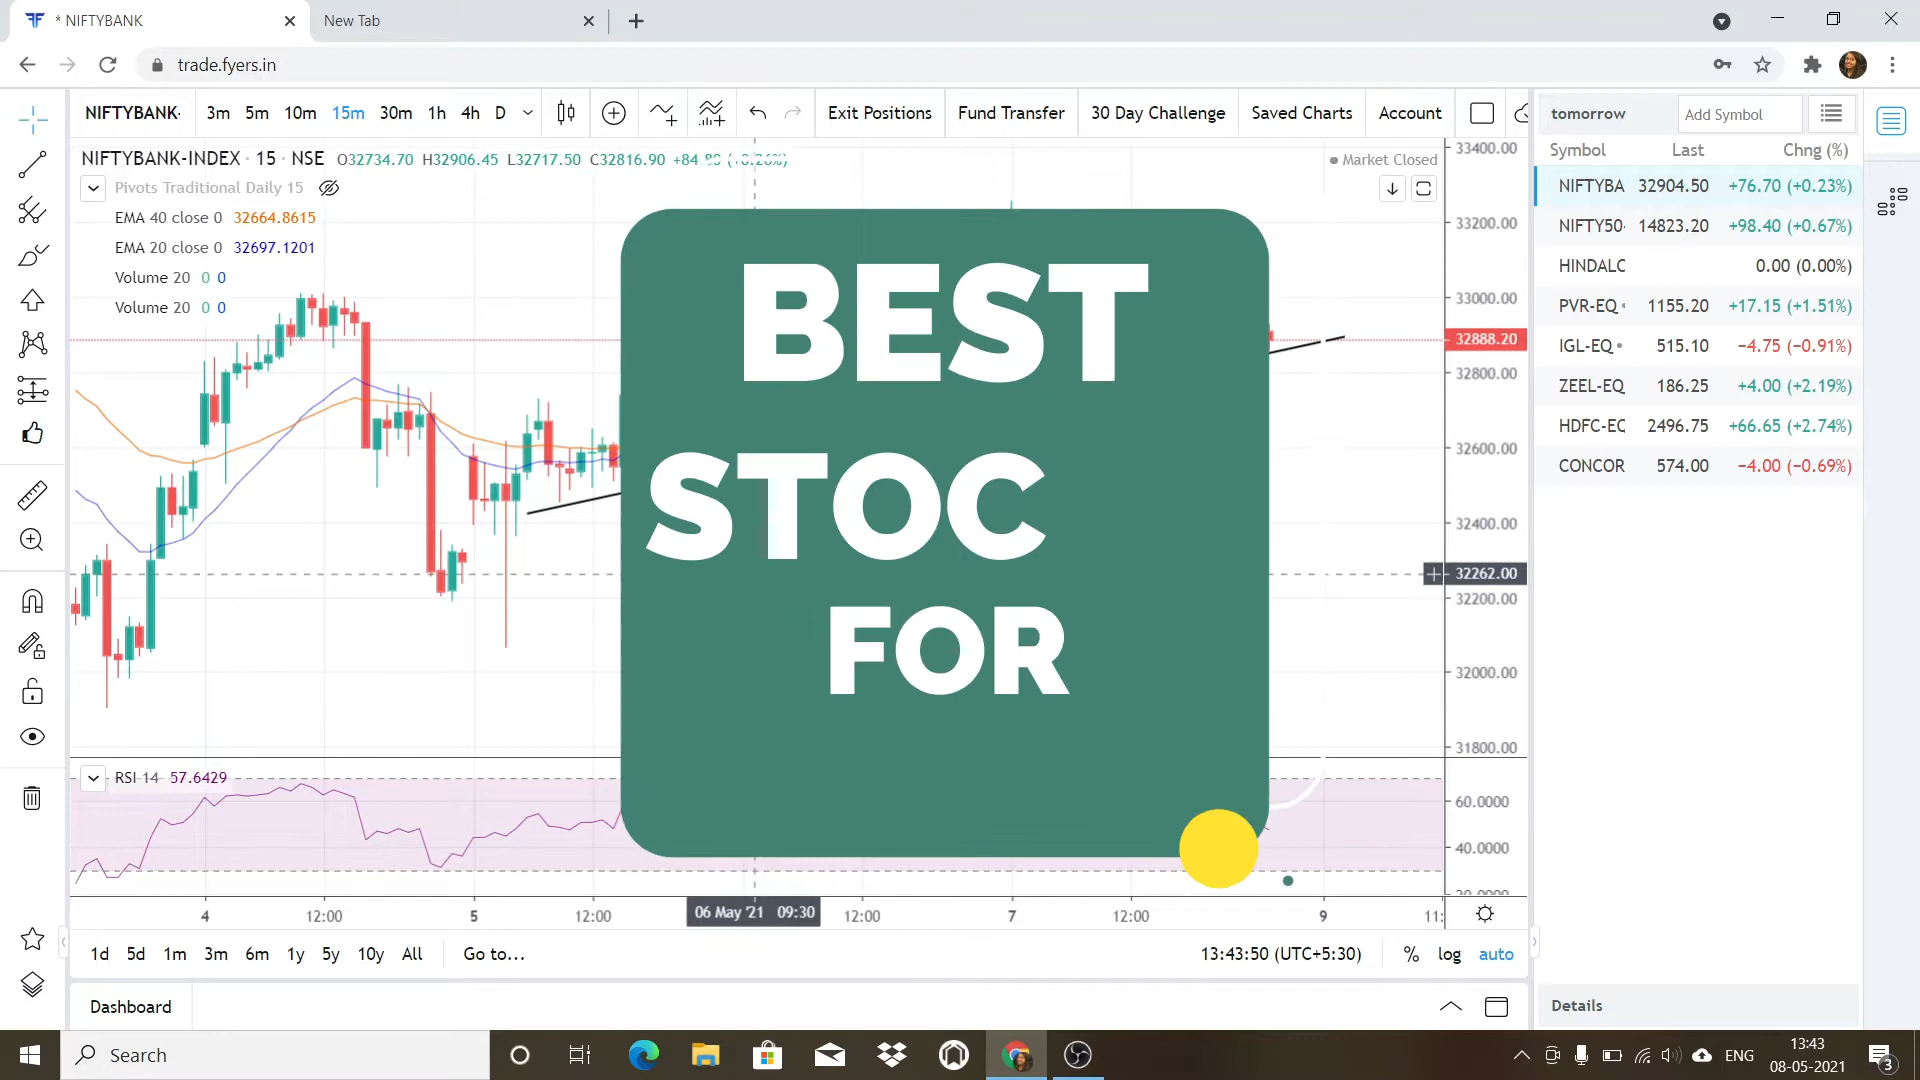 * NIFTYBANK
New Tab
trade.fyers.in
NIFTYBANK· 3m 5m 10m 15m 30m 1h 4h D Exit Positions Fund Transfer 30 Day Challenge Saved Charts Account
tomorrow Add Symbol
NIFTYBANK-INDEX · 15 · NSE O32734.70 H32906.45 L32717.50 C32816.90
Market Closed
Pivots Traditional Daily 15
EMA 40 close 0 32664.8615
EMA 20 close 0 32697.1201
Volume 20 0 0
Volume 20 0 0
Symbol Last Chng (%)
NIFTYBA 32904.50 +76.70 (+0.23%)
NIFTY50- 14823.20 +98.40 (+0.67%)
HINDALC 0.00 (0.00%)
PVR-EQ 1155.20 +17.15 (+1.51%)
IGL-EQ 515.10 −4.75 (−0.91%)
ZEEL-EQ 186.25 +4.00 (+2.19%)
HDFC-EQ 2496.75 +66.65 (+2.74%)
CONCOR 574.00 −4.00 (−0.69%)
33400.00
33200.00
33000.00
32888.20
32800.00
32600.00
32400.00
32262.00
32200.00
32000.00
31800.00
BEST
STOC
FOR
RSI 14 57.6429
60.0000
40.0000
4 12:00 5 12:00 06 May '21 09:30 12:00 7 12:00 9 11:
1d 5d 1m 3m 6m 1y 5y 10y All Go to... 13:43:50 (UTC+5:30) % log auto
Dashboard
Details
Search
ENG
13:43
08-05-2021
3